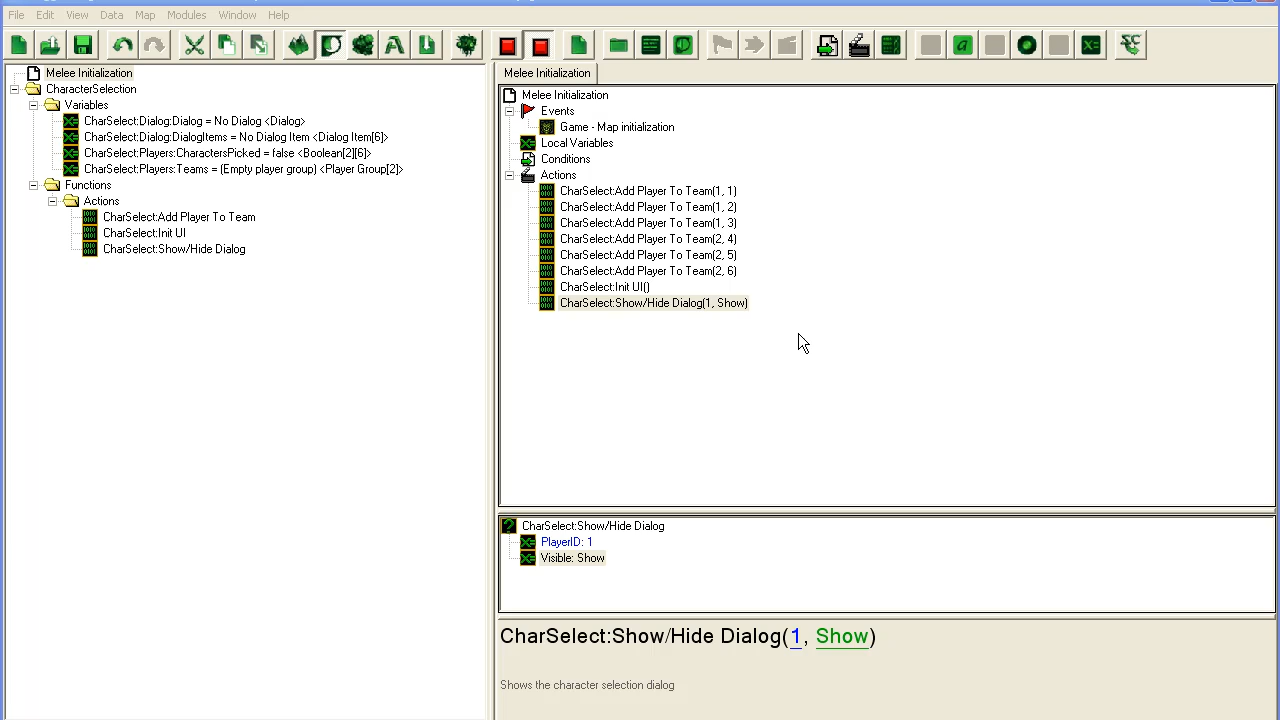 File Edit View Data Map Modules Window Help
Melee Initialization
CharacterSelection
Variables
CharSelect:Dialog:Dialog = No Dialog <Dialog>
CharSelect:Dialog:DialogItems = No Dialog Item <Dialog Item[6]>
CharSelect:Players:CharactersPicked = false <Boolean[2][6]>
CharSelect:Players:Teams = (Empty player group) <Player Group[2]>
Functions
Actions
CharSelect:Add Player To Team
CharSelect:Init UI
CharSelect:Show/Hide Dialog
Melee Initialization
Melee Initialization
Events
Game - Map initialization
Local Variables
Conditions
Actions
CharSelect:Add Player To Team(1, 1)
CharSelect:Add Player To Team(1, 2)
CharSelect:Add Player To Team(1, 3)
CharSelect:Add Player To Team(2, 4)
CharSelect:Add Player To Team(2, 5)
CharSelect:Add Player To Team(2, 6)
CharSelect:Init UI()
CharSelect:Show/Hide Dialog(1, Show)
CharSelect:Show/Hide Dialog
PlayerID: 1
Visible: Show
CharSelect:Show/Hide Dialog(1, Show)
Shows the character selection dialog